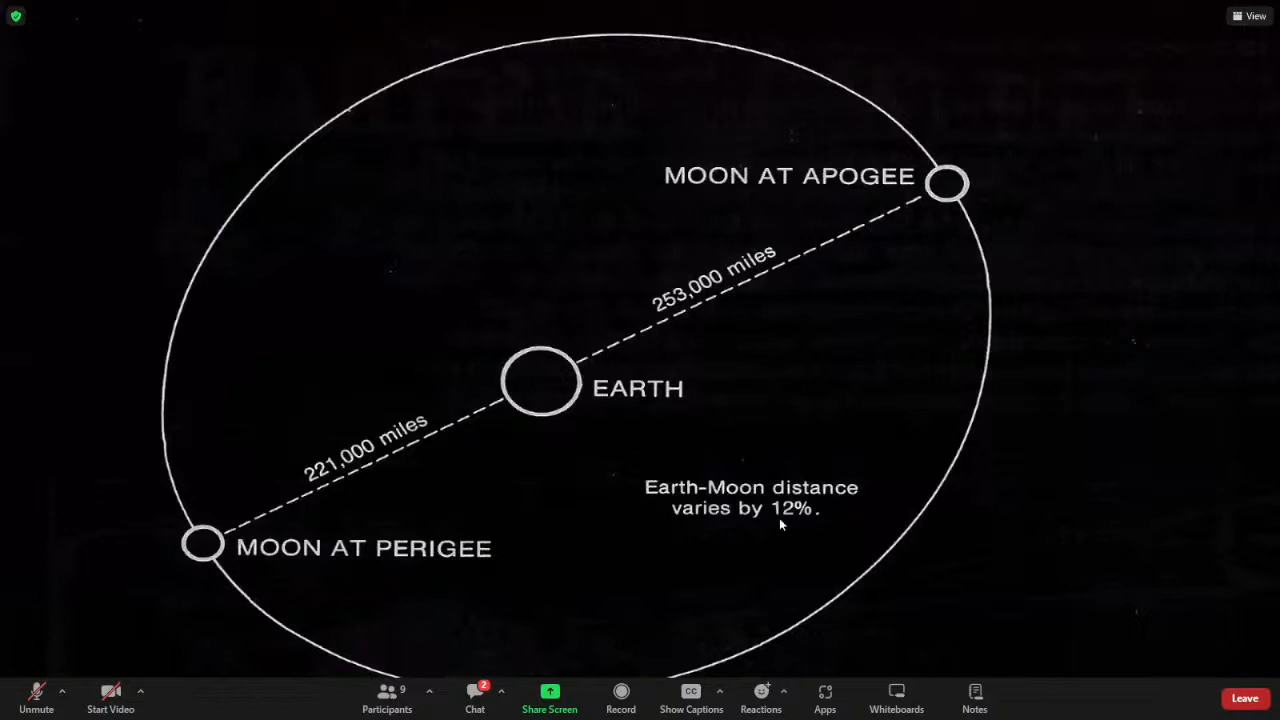 View
MOON AT APOGEE
253,000 miles
EARTH
221,000 miles
Earth-Moon distance
varies by 12%.
MOON AT PERIGEE
Unmute
Start Video
Participants
9
Chat
2
Share Screen
Record
CC
Show Captions
Reactions
Apps
Whiteboards
Notes
Leave